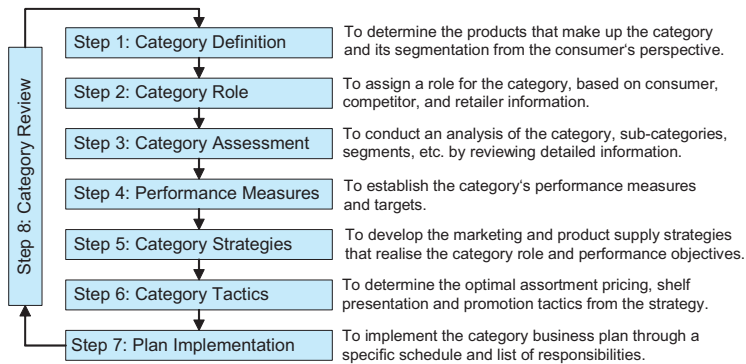 Step 1: Category Definition
To determine the products that make up the category
and its segmentation from the consumer's perspective.
Step 2: Category Role
To assign a role for the category, based on consumer,
competitor, and retailer information.
Step 3: Category Assessment
To conduct an analysis of the category, sub-categories,
segments, etc. by reviewing detailed information.
Step 4: Performance Measures
To establish the category's performance measures
and targets.
Step 5: Category Strategies
To develop the marketing and product supply strategies
that realise the category role and performance objectives.
Step 6: Category Tactics
To determine the optimal assortment pricing, shelf
presentation and promotion tactics from the strategy.
Step 7: Plan Implementation
To implement the category business plan through a
specific schedule and list of responsibilities.
Step 8: Category Review